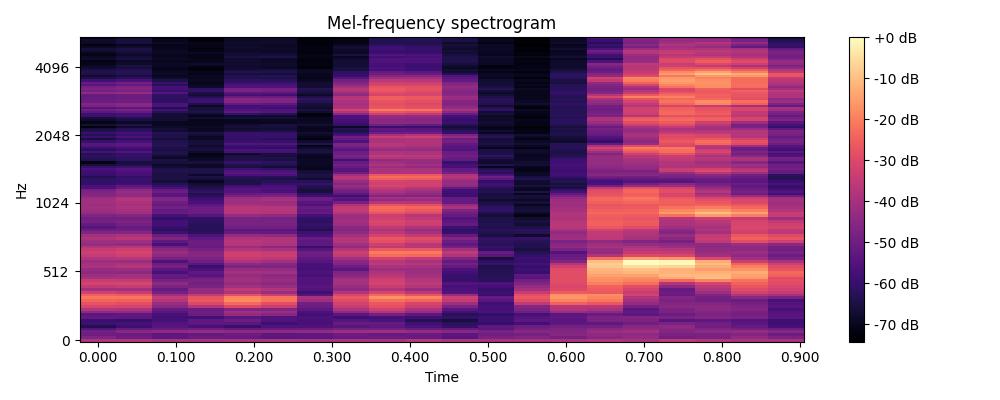 Mel-frequency spectrogram
+0 dB
4096
-10 dB
-20 dB
2048
-30 dB
Hz
1024
-40 dB
-50 dB
512
-60 dB
-70 dB
0
0.000 0.100 0.200 0.300 0.400 0.500 0.600 0.700 0.800 0.900
Time